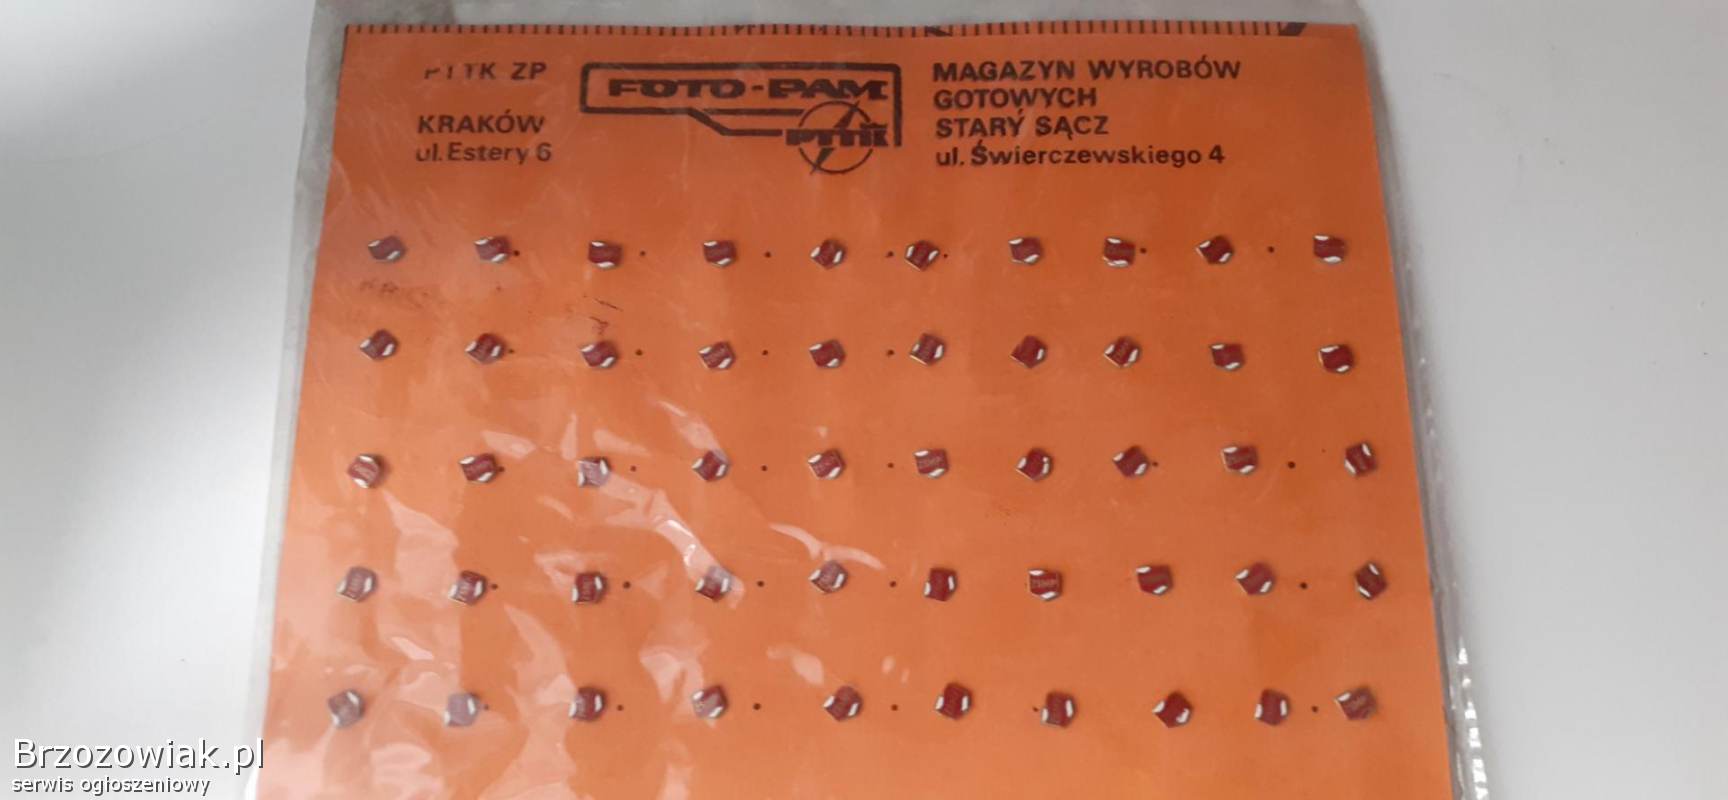 PTTK ZP
KRAKÓW
ul. Estery 6
FOTO-PAM
PTTK
MAGAZYN WYROBÓW
GOTOWYCH
STARY SĄCZ
ul. Świerczewskiego 4
Brzozowiak.pl
serwis ogłoszeniowy